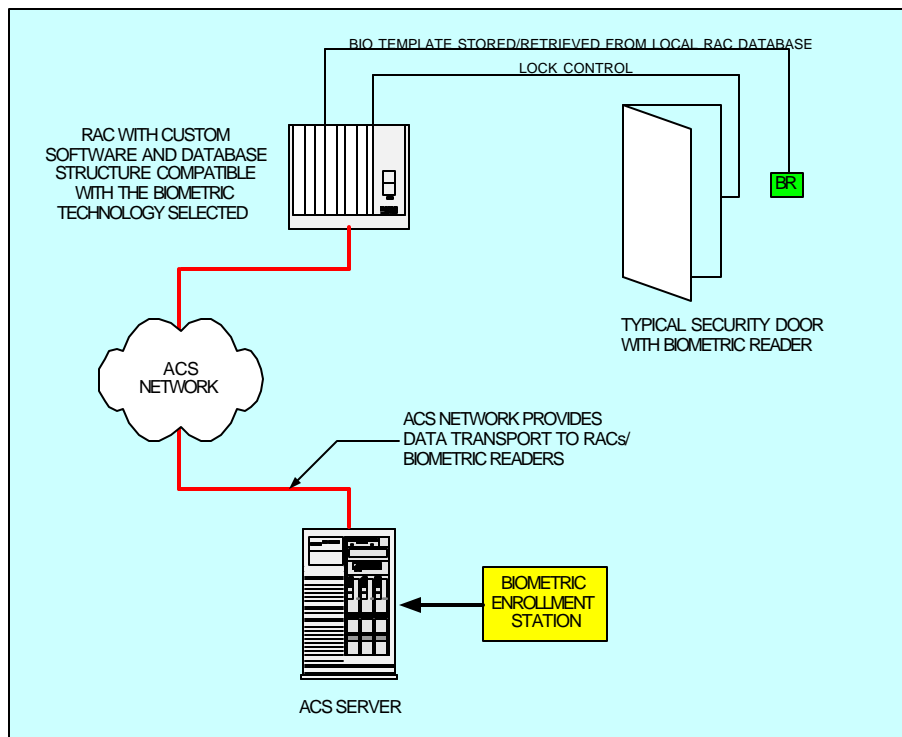 BIO TEMPLATE STORED/RETRIEVED FROM LOCAL RAC DATABASE
LOCK CONTROL
RAC WITH CUSTOM
SOFTWARE AND DATABASE
STRUCTURE COMPATIBLE
WITH THE BIOMETRIC
TECHNOLOGY SELECTED
BR
TYPICAL SECURITY DOOR
WITH BIOMETRIC READER
ACS
NETWORK
ACS NETWORK PROVIDES
DATA TRANSPORT TO RACs/
BIOMETRIC READERS
BIOMETRIC
ENROLLMENT
STATION
ACS SERVER